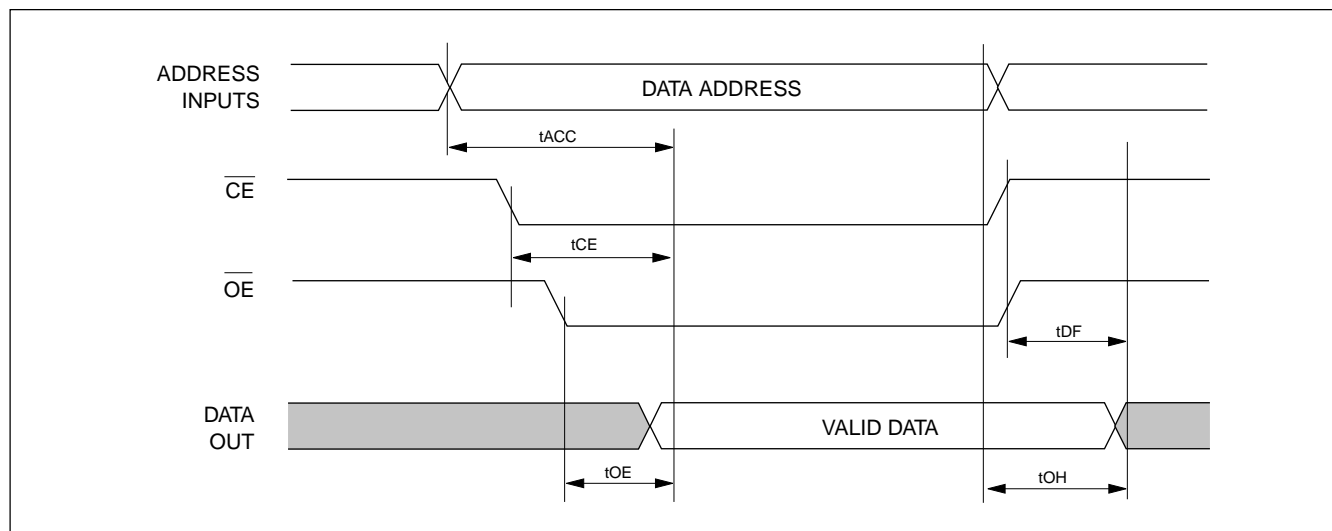 ADDRESS
INPUTS
DATA ADDRESS
tACC
CE
tCE
OE
tDF
DATA
OUT
VALID DATA
tOE
tOH